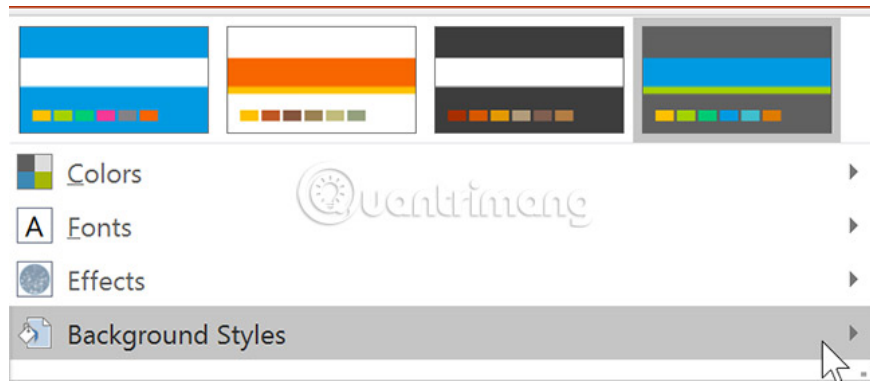 Colors
Quantrimang
A Fonts
Effects
Background Styles